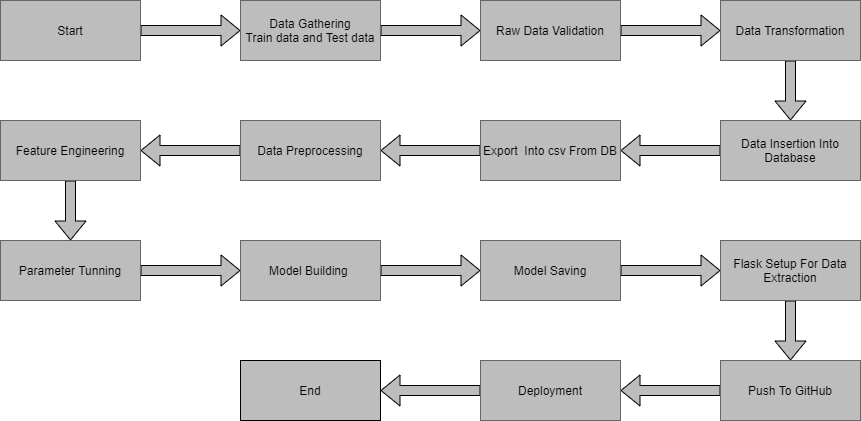 Start
Data Gathering
Train data and Test data
Raw Data Validation
Data Transformation
Data Insertion Into
Database
Export  Into csv From DB
Data Preprocessing
Feature Engineering
Parameter Tunning
Model Building
Model Saving
Flask Setup For Data
Extraction
Push To GitHub
Deployment
End